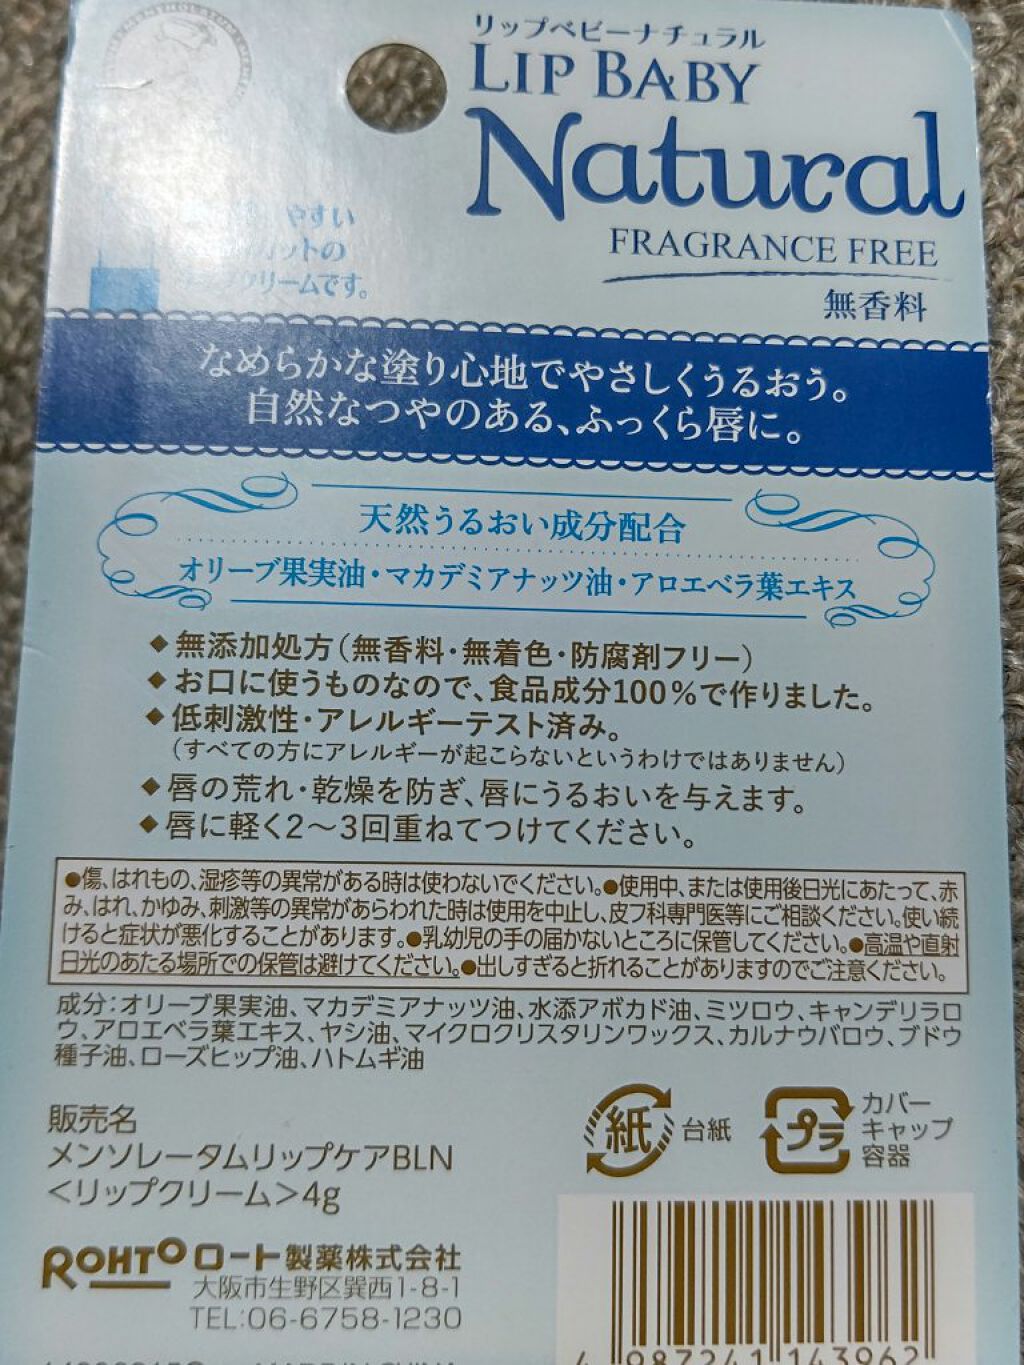 リップベビーナチュラル
LIP BABY
Natural
FRAGRANCE FREE
無香料
やすい
カットの
クリームです。
なめらかな塗り心地でやさしくうるおう。
自然なつやのある、ふっくら唇に。
天然うるおい成分配合
オリーブ果実油・マカデミアナッツ油・アロエベラ葉エキス
◆無添加処方(無香料・無着色・防腐剤フリー)
◆お口に使うものなので、食品成分100%で作りました。
◆低刺激性・アレルギーテスト済み。
(すべての方にアレルギーが起こらないというわけではありません)
◆唇の荒れ・乾燥を防ぎ、唇にうるおいを与えます。
◆唇に軽く2~3回重ねてつけてください。
●傷、はれもの、湿疹等の異常がある時は使わないでください。●使用中、または使用後日光にあたって、赤
み、はれ、かゆみ、刺激等の異常があらわれた時は使用を中止し、皮フ科専門医等にご相談ください。使い続
けると症状が悪化することがあります。●乳幼児の手の届かないところに保管してください。●高温や直射
日光のあたる場所での保管は避けてください。●出しすぎると折れることがありますのでご注意ください。
成分:オリーブ果実油、マカデミアナッツ油、水添アボカド油、ミツロウ、キャンデリラロ
ウ、アロエベラ葉エキス、ヤシ油、マイクロクリスタリンワックス、カルナウバロウ、ブドウ
種子油、ローズヒップ油、ハトムギ油
販売名
メンソレータムリップケアBLN
<リップクリーム>4g
紙 台紙
プラ カバー
キャップ
容器
ROHTO ロート製薬株式会社
大阪市生野区巽西1-8-1
TEL:06-6758-1230
4 987241 143962